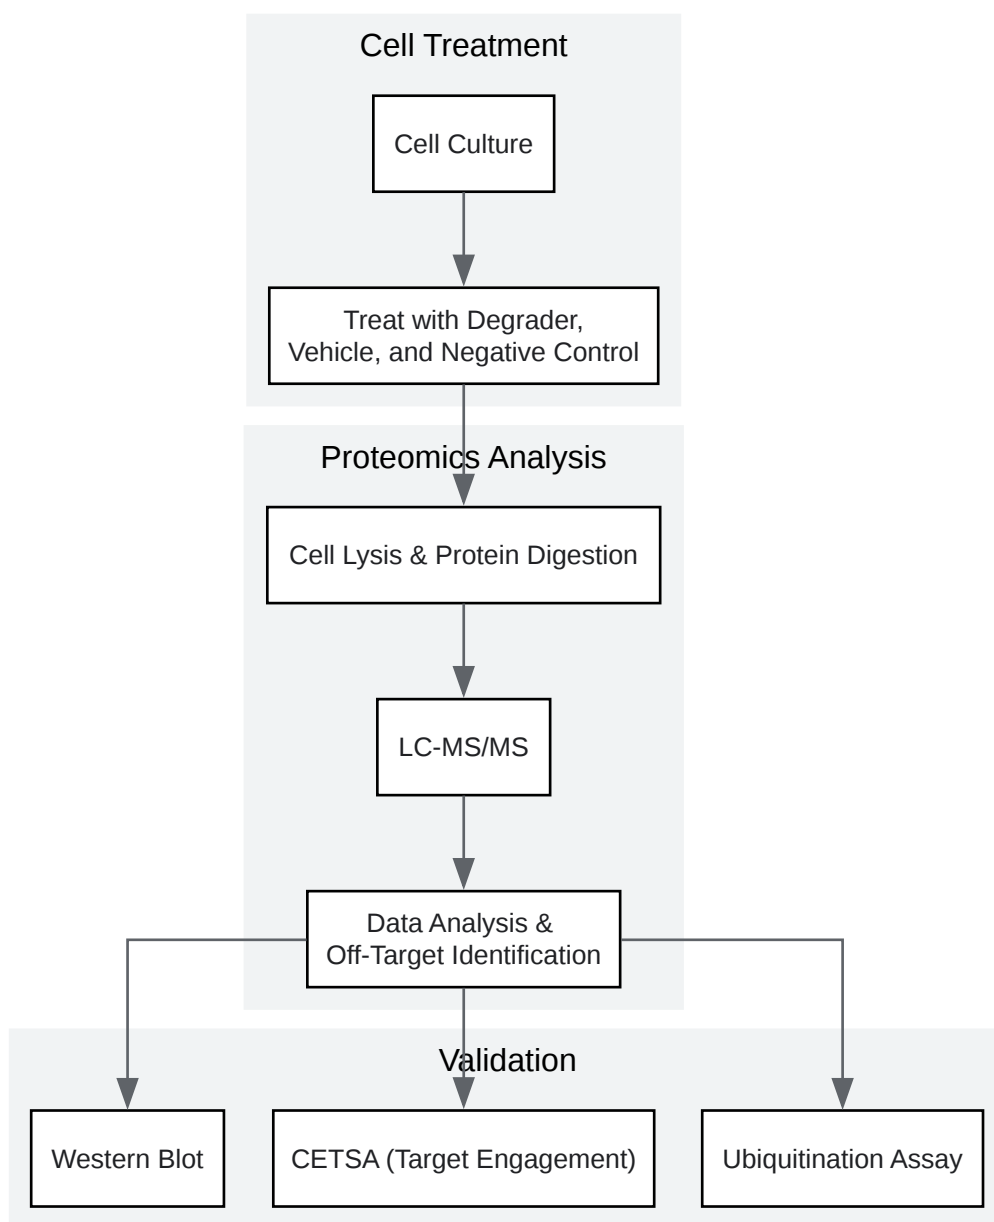 Cell Treatment
Cell Culture
Treat with Degrader,
Vehicle, and Negative Control
Proteomics Analysis
Cell Lysis & Protein Digestion
LC-MS/MS
Data Analysis &
Off-Target Identification
Validation
Western Blot
CETSA (Target Engagement)
Ubiquitination Assay